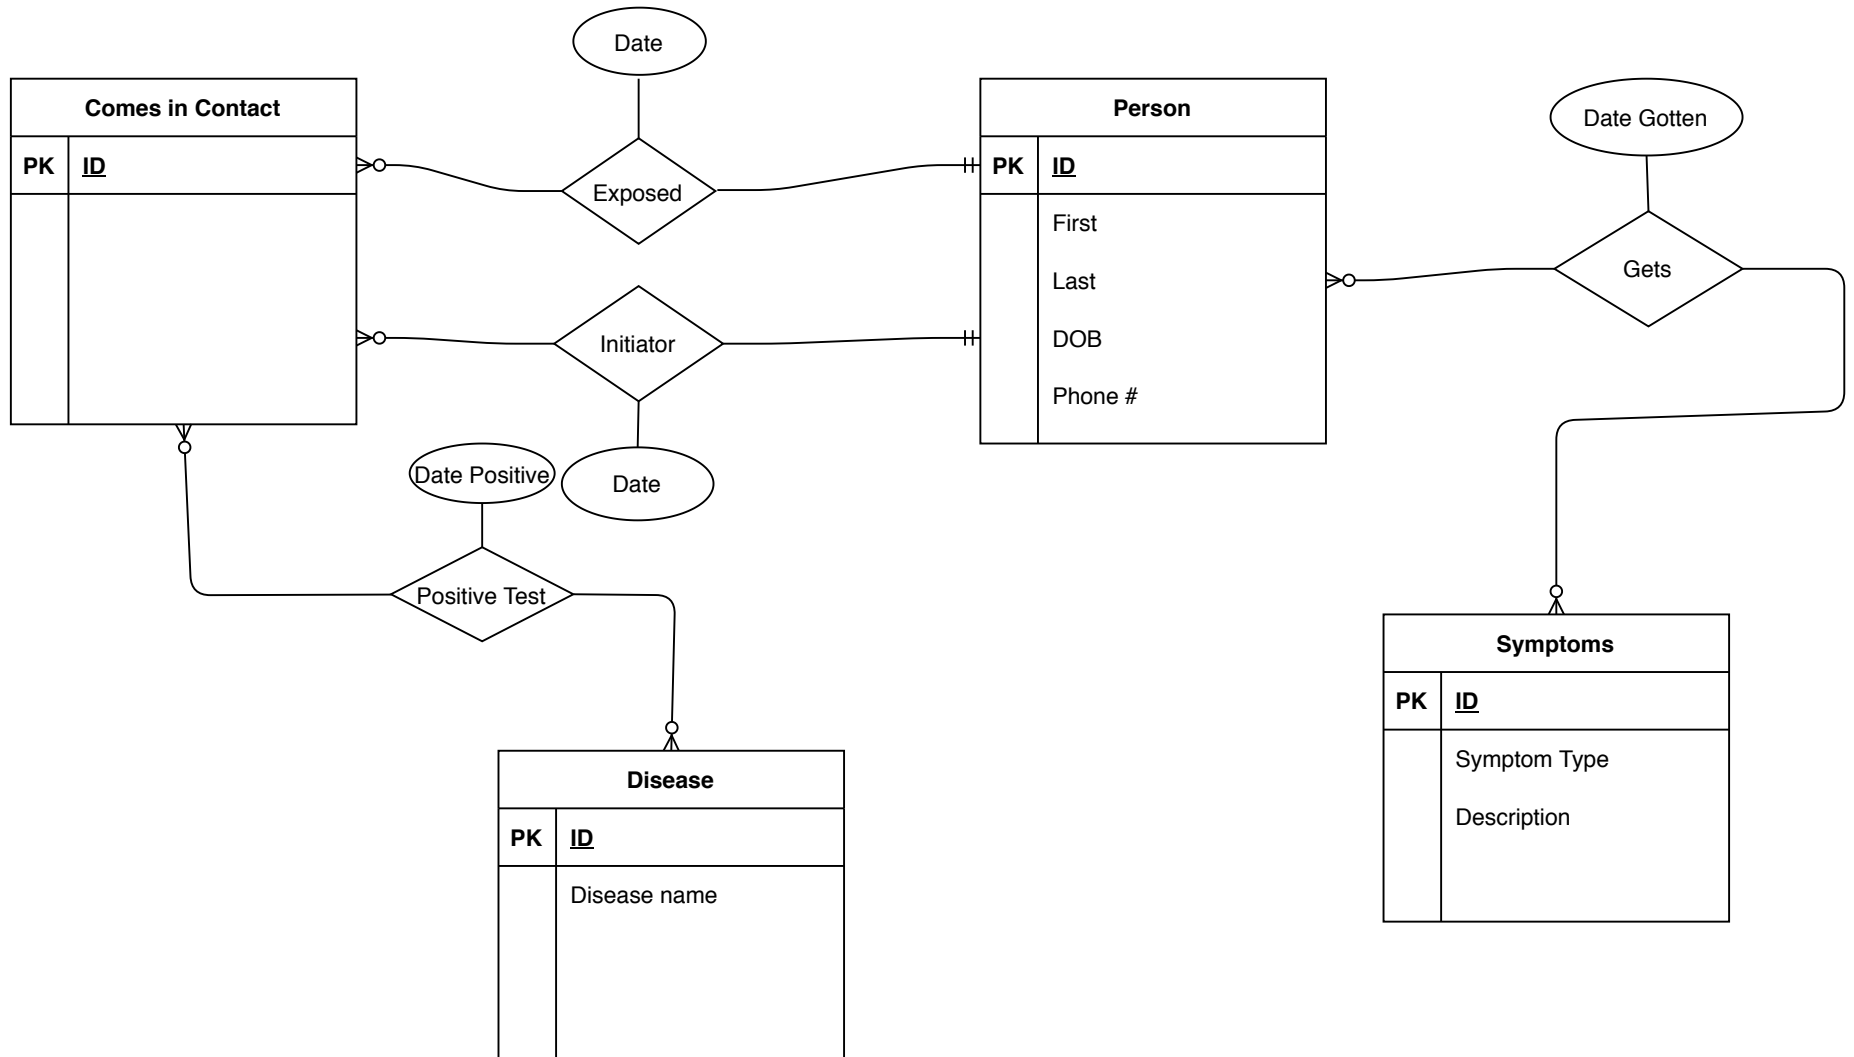 Date
Comes in Contact
PK ID
Exposed
Initiator
Date
Person
PK ID
First
Last
DOB
Phone #
Date Gotten
Gets
Date Positive
Positive Test
Disease
PK ID
Disease name
Symptoms
PK ID
Symptom Type
Description